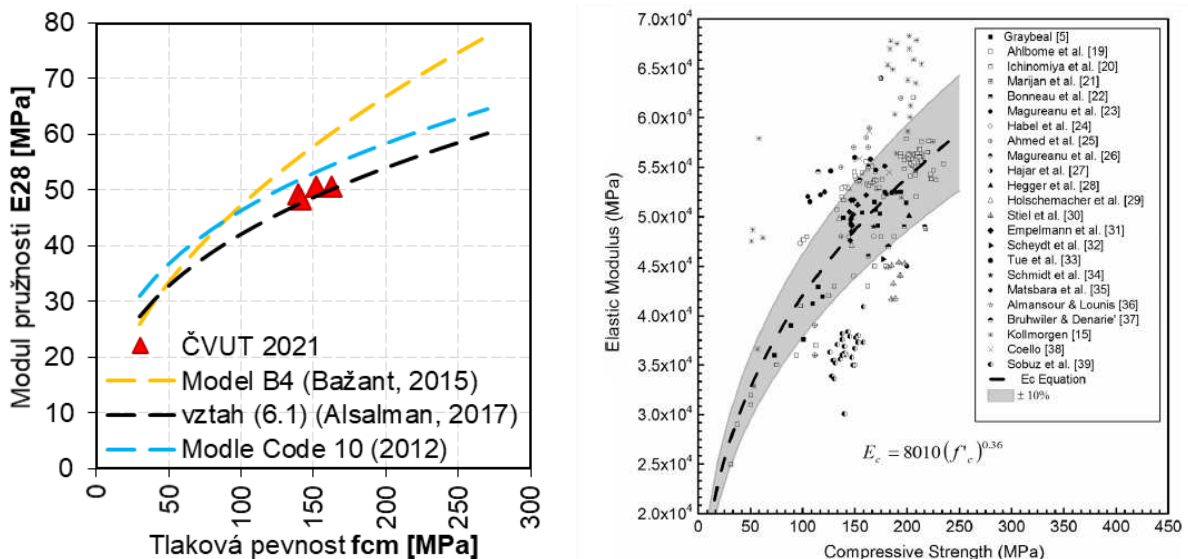 80
70
60
50
40
30
20
10
0
Modul pružnosti E28 [MPa]
ČVUT 2021
Model B4 (Bažant, 2015)
vztah (6.1) (Alsalman, 2017)
Modle Code 10 (2012)
0 50 100 150 200 250 300
Tlaková pevnost fcm [MPa]
7.0x10⁴
6.5x10⁴
6.0x10⁴
5.5x10⁴
5.0x10⁴
4.5x10⁴
4.0x10⁴
3.5x10⁴
3.0x10⁴
2.5x10⁴
2.0x10⁴
Elastic Modulus (MPa)
Graybeal [5]
Ahlbome et al. [19]
Ichinomiya et al. [20]
Marijan et al. [21]
Bonneau et al. [22]
Magureanu et al. [23]
Habel et al. [24]
Ahmed et al. [25]
Magureanu et al. [26]
Hajar et al. [27]
Hegger et al. [28]
Holschemacher et al. [29]
Stiel et al. [30]
Empelmann et al. [31]
Scheydt et al. [32]
Tue et al. [33]
Schmidt et al. [34]
Matsbara et al. [35]
Almansour & Lounis [36]
Bruhwiler & Denarie' [37]
Kollmorgen [15]
Coello [38]
Sobuz et al. [39]
Ec Equation
± 10%
E_c = 8010(f'_c)^0.36
0 50 100 150 200 250 300 350 400 450
Compressive Strength (MPa)